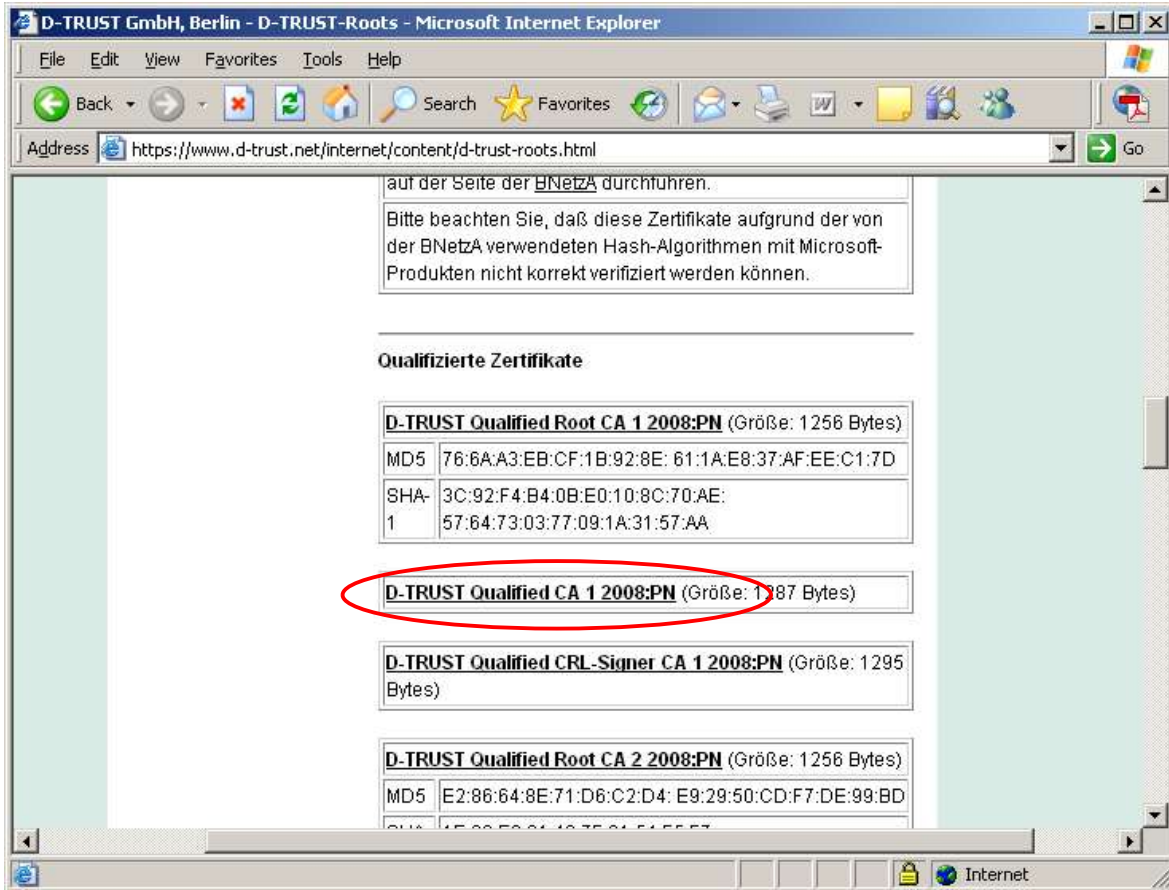 D-TRUST GmbH, Berlin - D-TRUST-Roots - Microsoft Internet Explorer
File Edit View Favorites Tools Help
Back Search Favorites
Address https://www.d-trust.net/internet/content/d-trust-roots.html Go
auf der Seite der BNetzA durchführen.
Bitte beachten Sie, daß diese Zertifikate aufgrund der von
der BNetzA verwendeten Hash-Algorithmen mit Microsoft-
Produkten nicht korrekt verifiziert werden können.
Qualifizierte Zertifikate
D-TRUST Qualified Root CA 1 2008:PN (Größe: 1256 Bytes)
MD5 76:6A:A3:EB:CF:1B:92:8E: 61:1A:E8:37:AF:EE:C1:7D
SHA- 3C:92:F4:B4:0B:E0:10:8C:70:AE:
1 57:64:73:03:77:09:1A:31:57:AA
D-TRUST Qualified CA 1 2008:PN (Größe: 1287 Bytes)
D-TRUST Qualified CRL-Signer CA 1 2008:PN (Größe: 1295
Bytes)
D-TRUST Qualified Root CA 2 2008:PN (Größe: 1256 Bytes)
MD5 E2:86:64:8E:71:D6:C2:D4: E9:29:50:CD:F7:DE:99:BD
Internet